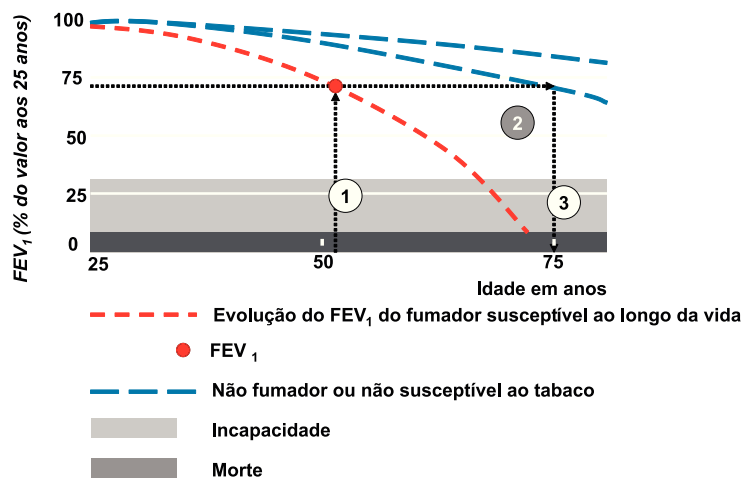 100
75
50
25
0
FEV1 (% do valor aos 25 anos)
1
2
3
25
50
75
Idade em anos
Evolução do FEV1 do fumador susceptível ao longo da vida
FEV 1
Não fumador ou não susceptível ao tabaco
Incapacidade
Morte